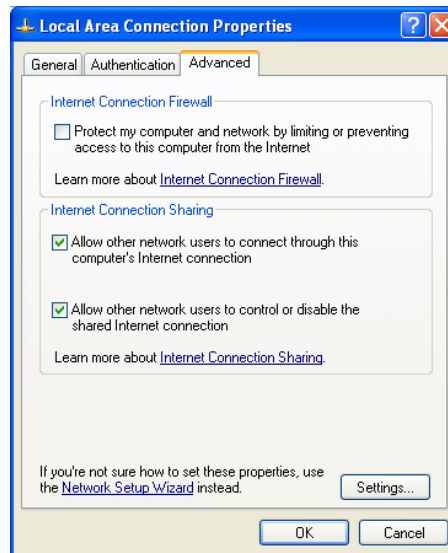 Local Area Connection Properties
General
Authentication
Advanced
Internet Connection Firewall
Protect my computer and network by limiting or preventing
access to this computer from the Internet
Learn more about Internet Connection Firewall.
Internet Connection Sharing
Allow other network users to connect through this
computer's Internet connection
Allow other network users to control or disable the
shared Internet connection
Learn more about Internet Connection Sharing.
If you're not sure how to set these properties, use
the Network Setup Wizard instead.
Settings...
OK
Cancel